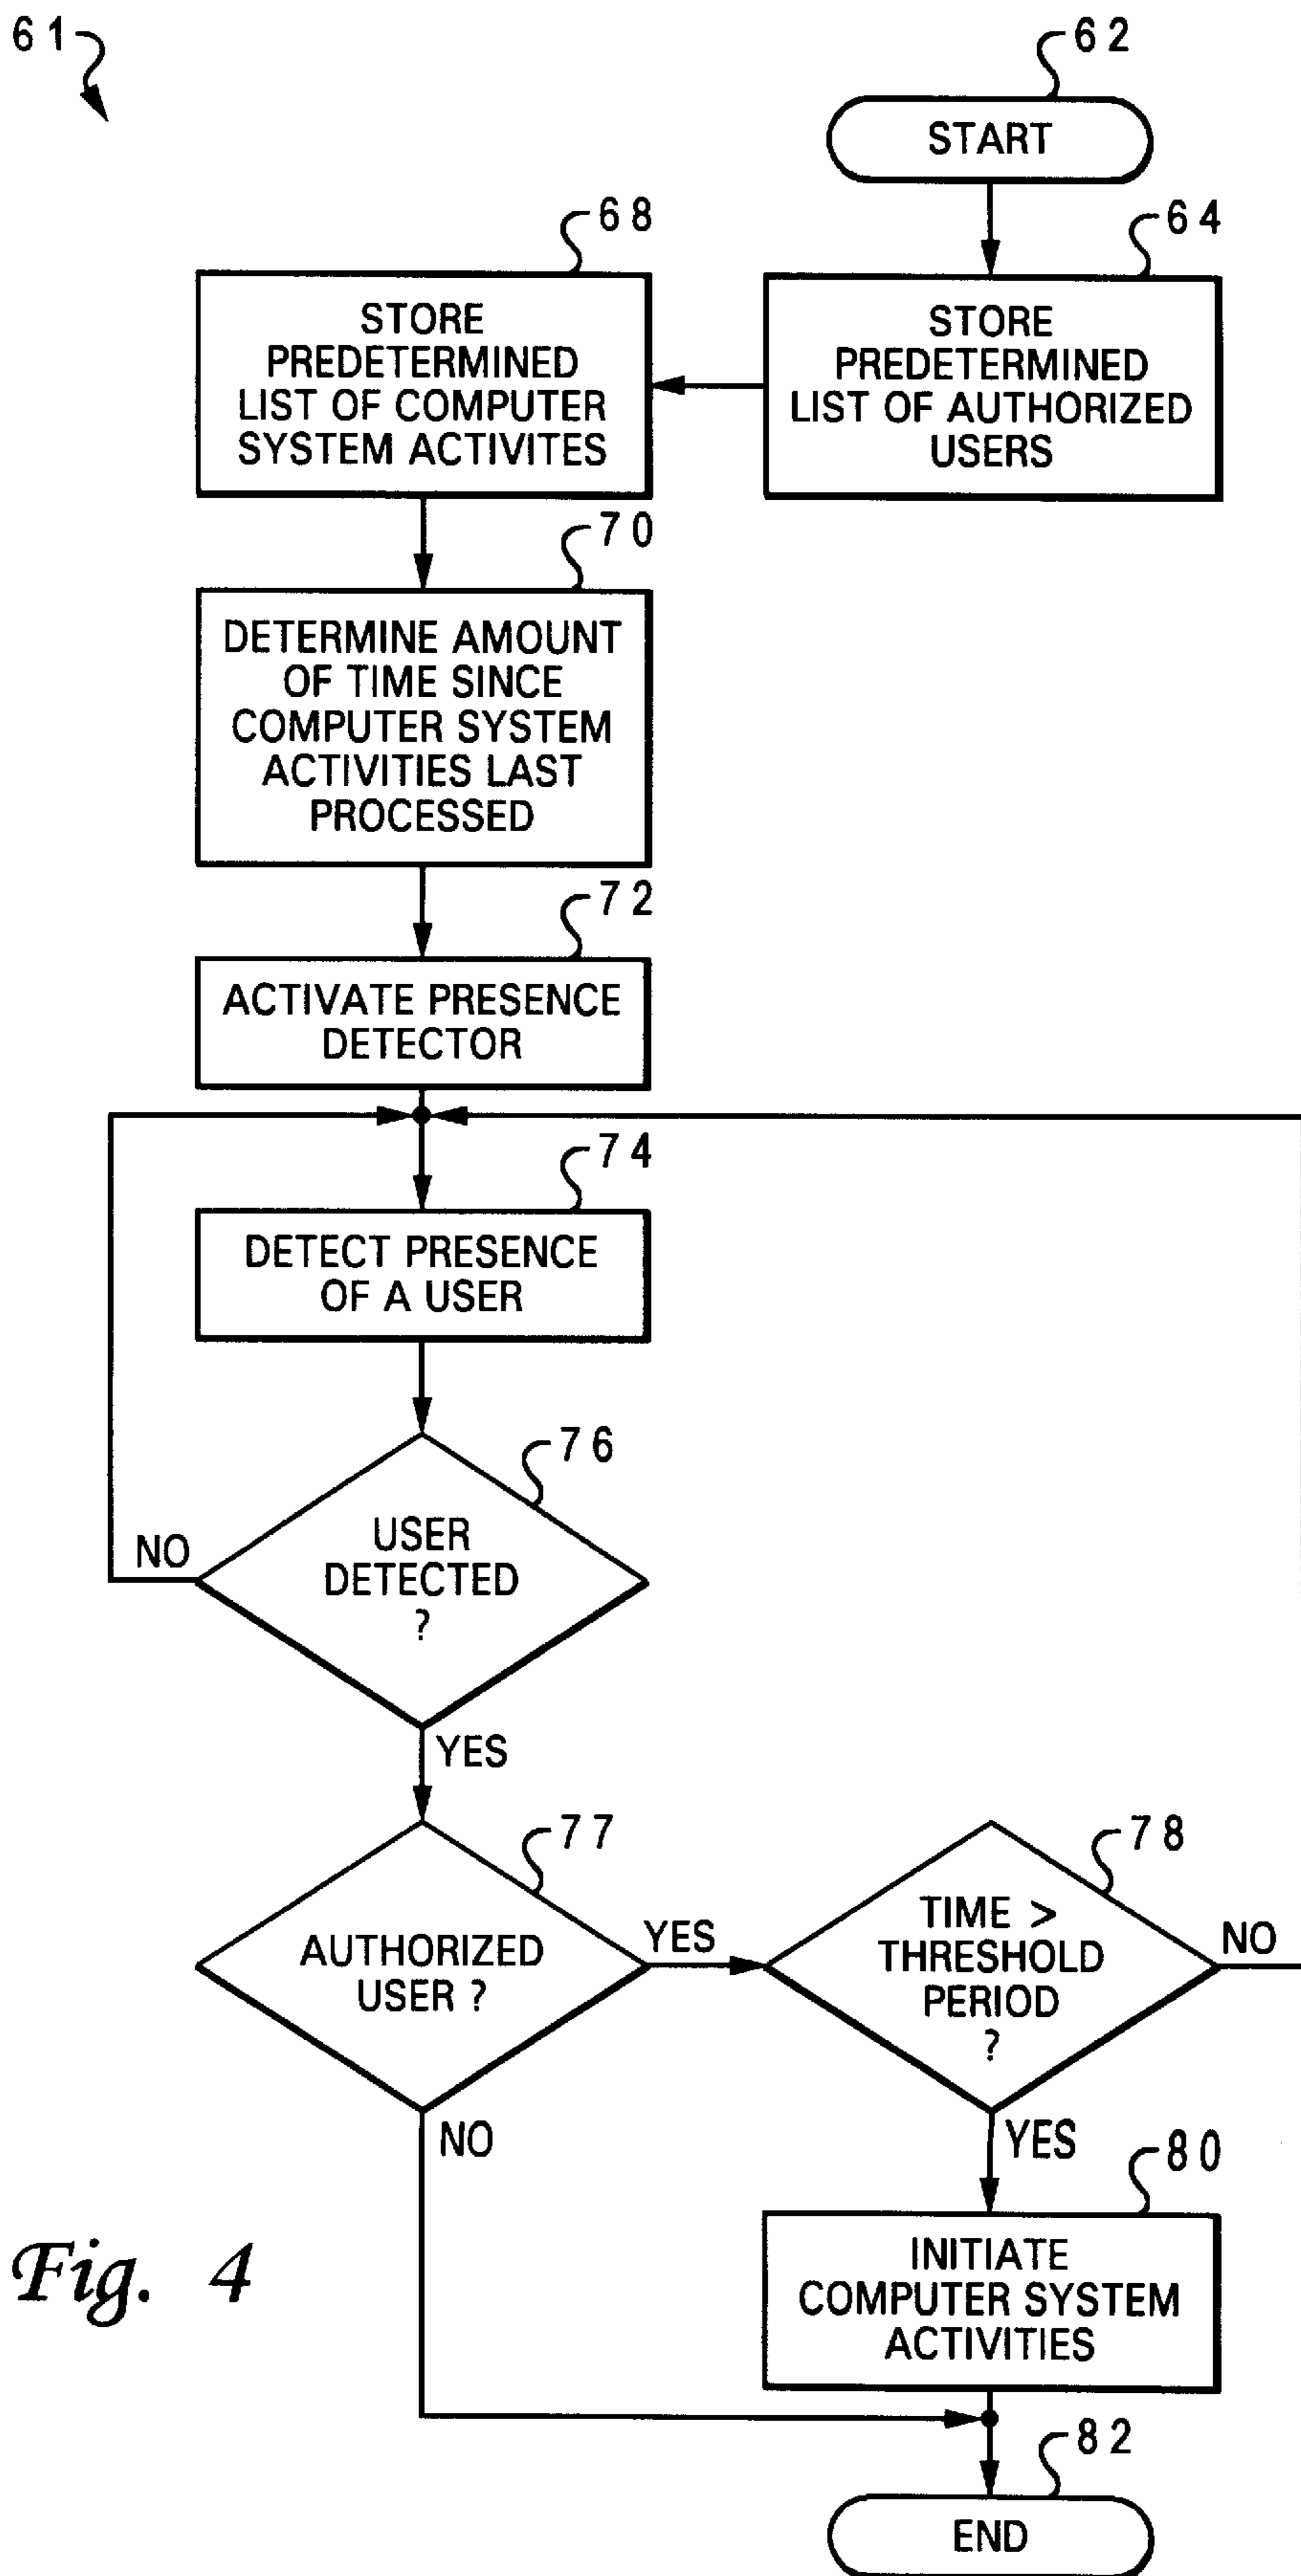 61
62
START
64
STORE
PREDETERMINED
LIST OF AUTHORIZED
USERS
68
STORE
PREDETERMINED
LIST OF COMPUTER
SYSTEM ACTIVITES
70
DETERMINE AMOUNT
OF TIME SINCE
COMPUTER SYSTEM
ACTIVITIES LAST
PROCESSED
72
ACTIVATE PRESENCE
DETECTOR
74
DETECT PRESENCE
OF A USER
76
USER
DETECTED
?
NO
YES
77
AUTHORIZED
USER ?
YES
NO
78
TIME >
THRESHOLD
PERIOD
?
NO
YES
80
INITIATE
COMPUTER SYSTEM
ACTIVITIES
82
END
Fig. 4